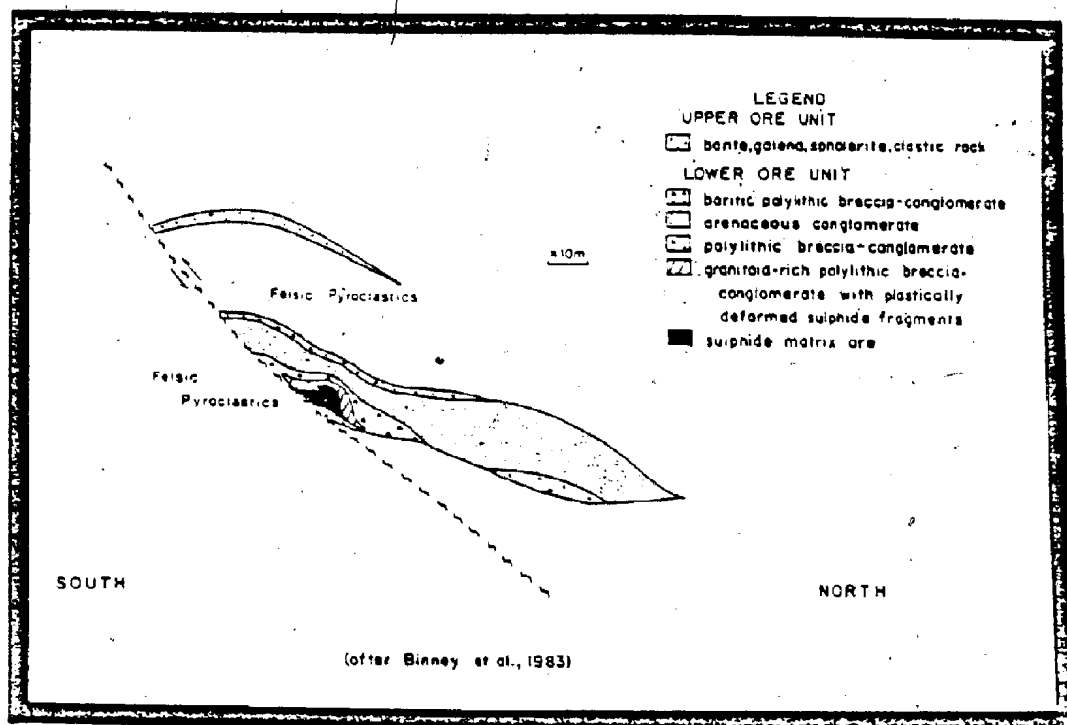 LEGEND
UPPER ORE UNIT
barite, galena, sphalerite, clastic rock
LOWER ORE UNIT
baritic polylithic breccia-conglomerate
arenaceous conglomerate
polylithic breccia-conglomerate
granitoid-rich polylithic breccia-
conglomerate with plastically
deformed sulphide fragments
sulphide matrix ore
10m
Felsic Pyroclastics
Felsic
Pyroclastics
SOUTH
NORTH
(after Binney et al., 1983)